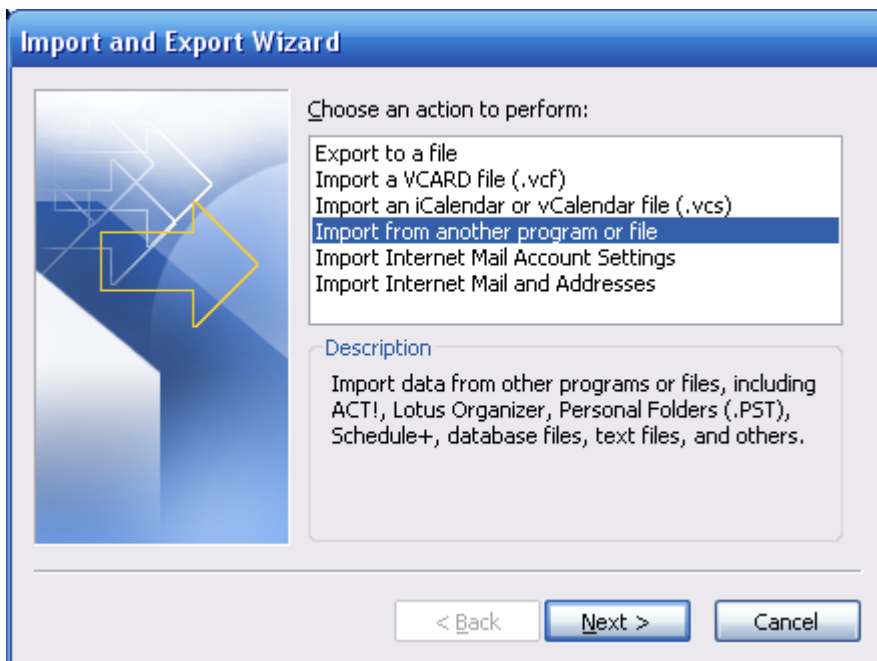 Import and Export Wizard
Choose an action to perform:
Export to a file
Import a VCARD file (.vcf)
Import an iCalendar or vCalendar file (.vcs)
Import from another program or file
Import Internet Mail Account Settings
Import Internet Mail and Addresses
Description
Import data from other programs or files, including
ACT!, Lotus Organizer, Personal Folders (.PST),
Schedule+, database files, text files, and others.
< Back Next > Cancel